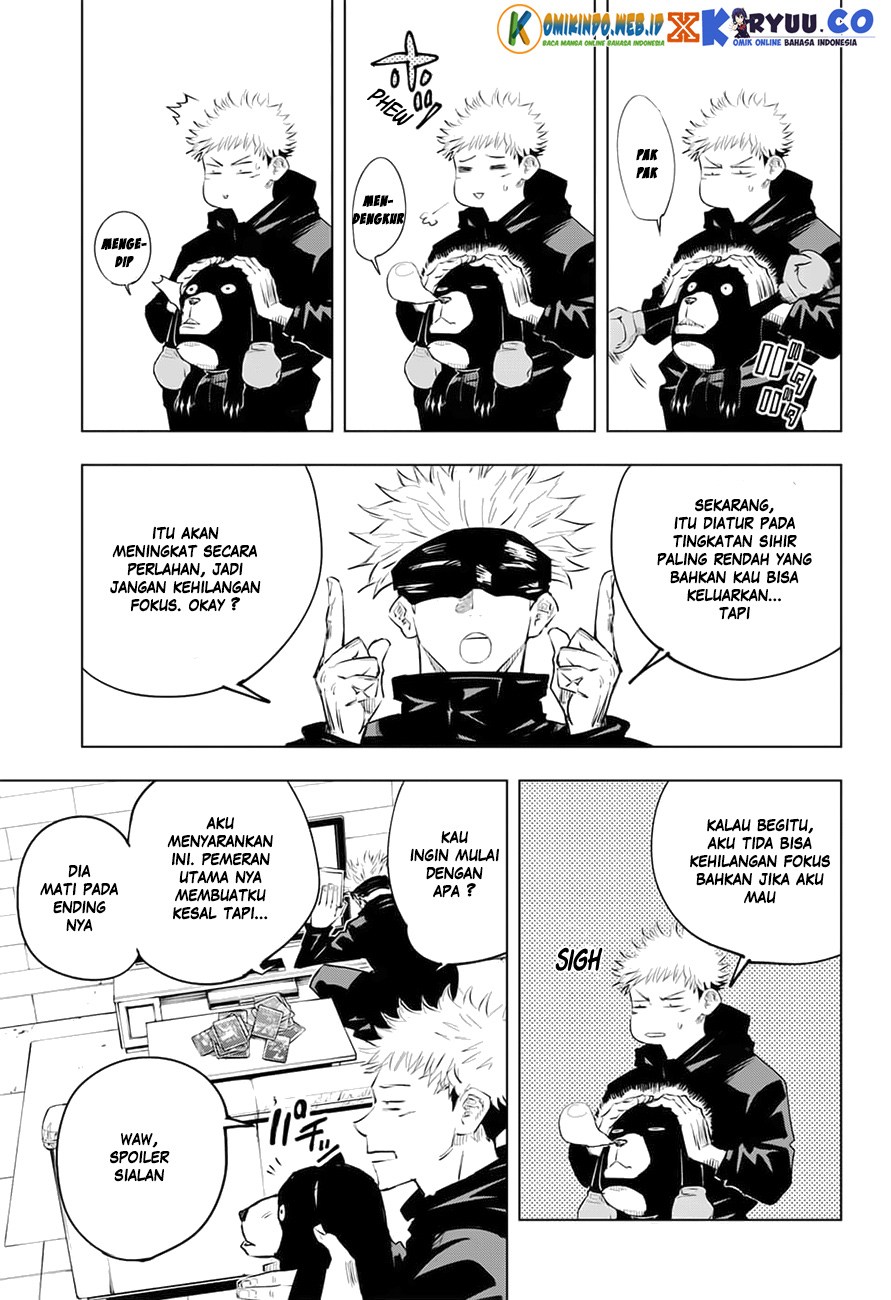 KOMIKINDO.WEB.ID
BACA MANGA ONLINE BAHASA INDONESIA
X
KIRYUU.CO
OMIK ONLINE BAHASA INDONESIA
PAK
PAK
PHEW
MEN-
DENGKUR
MENGE-
DIP
SEKARANG,
ITU DIATUR PADA
TINGKATAN SIHIR
PALING RENDAH YANG
BAHKAN KAU BISA
KELUARKAN...
TAPI
ITU AKAN
MENINGKAT SECARA
PERLAHAN, JADI
JANGAN KEHILANGAN
FOKUS. OKAY ?
KALAU BEGITU,
AKU TIDA BISA
KEHILANGAN FOKUS
BAHKAN JIKA AKU
MAU
SIGH
KAU
INGIN MULAI
DENGAN
APA ?
AKU
MENYARANKAN
INI. PEMERAN
UTAMA NYA
MEMBUATKU
KESAL TAPI...
DIA
MATI PADA
ENDING
NYA
WAW,
SPOILER
SIALAN
パチッ